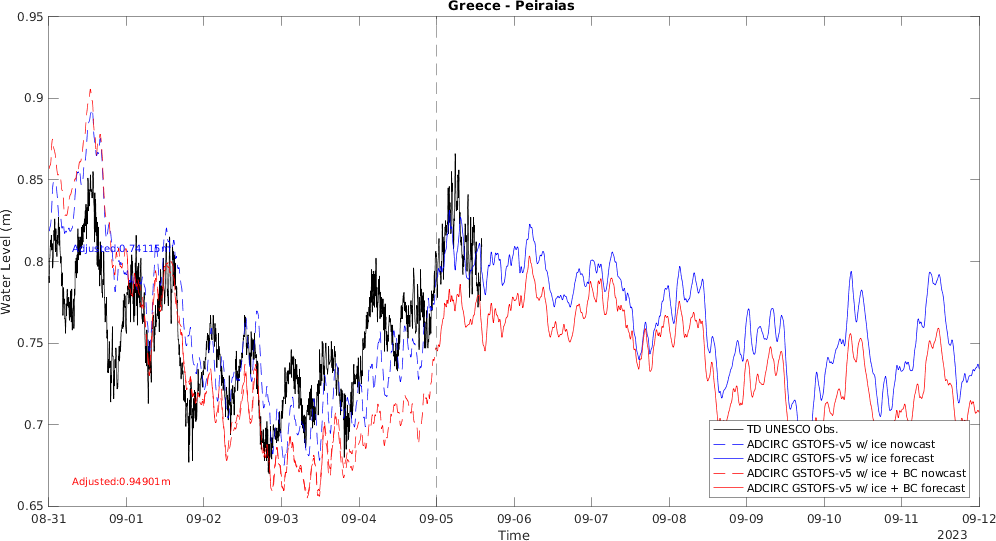 Greece - Peiraias
0.95
0.9
0.85
0.8
0.75
0.7
0.65
Water Level (m)
Adjusted:0.74115m
Adjusted:0.94901m
TD UNESCO Obs.
ADCIRC GSTOFS-v5 w/ ice nowcast
ADCIRC GSTOFS-v5 w/ ice forecast
ADCIRC GSTOFS-v5 w/ ice + BC nowcast
ADCIRC GSTOFS-v5 w/ ice + BC forecast
08-31 09-01 09-02 09-03 09-04 09-05 09-06 09-07 09-08 09-09 09-10 09-11 09-12
Time
2023